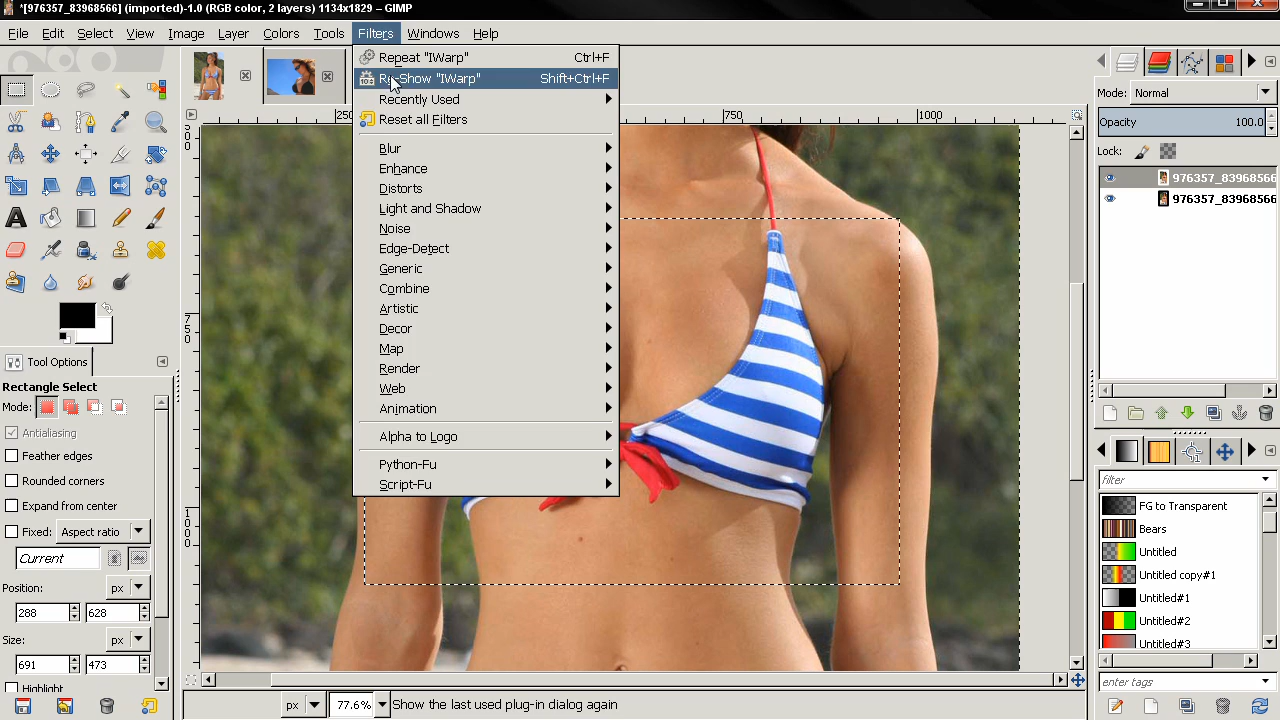 *[976357_83968566] (imported)-1.0 (RGB color, 2 layers) 1134x1829 – GIMP
File Edit Select View Image Layer Colors Tools Filters Windows Help
Repeat "IWarp" Ctrl+F
Re-Show "IWarp" Shift+Ctrl+F
Recently Used
Reset all Filters
Blur
Enhance
Distorts
Light and Shadow
Noise
Edge-Detect
Generic
Combine
Artistic
Decor
Map
Render
Web
Animation
Alpha to Logo
Python-Fu
Script-Fu
250 750 1000
500
750
1000
Tool Options
Rectangle Select
Mode:
Antialiasing
Feather edges
Rounded corners
Expand from center
Fixed: Aspect ratio
Current
Position: px
288 628
Size: px
691 473
Highlight
px 77.6% Show the last used plug-in dialog again
Mode: Normal
Opacity 100.0
Lock:
976357_83968566
976357_83968566
filter
FG to Transparent
Bears
Untitled
Untitled copy#1
Untitled#1
Untitled#2
Untitled#3
enter tags